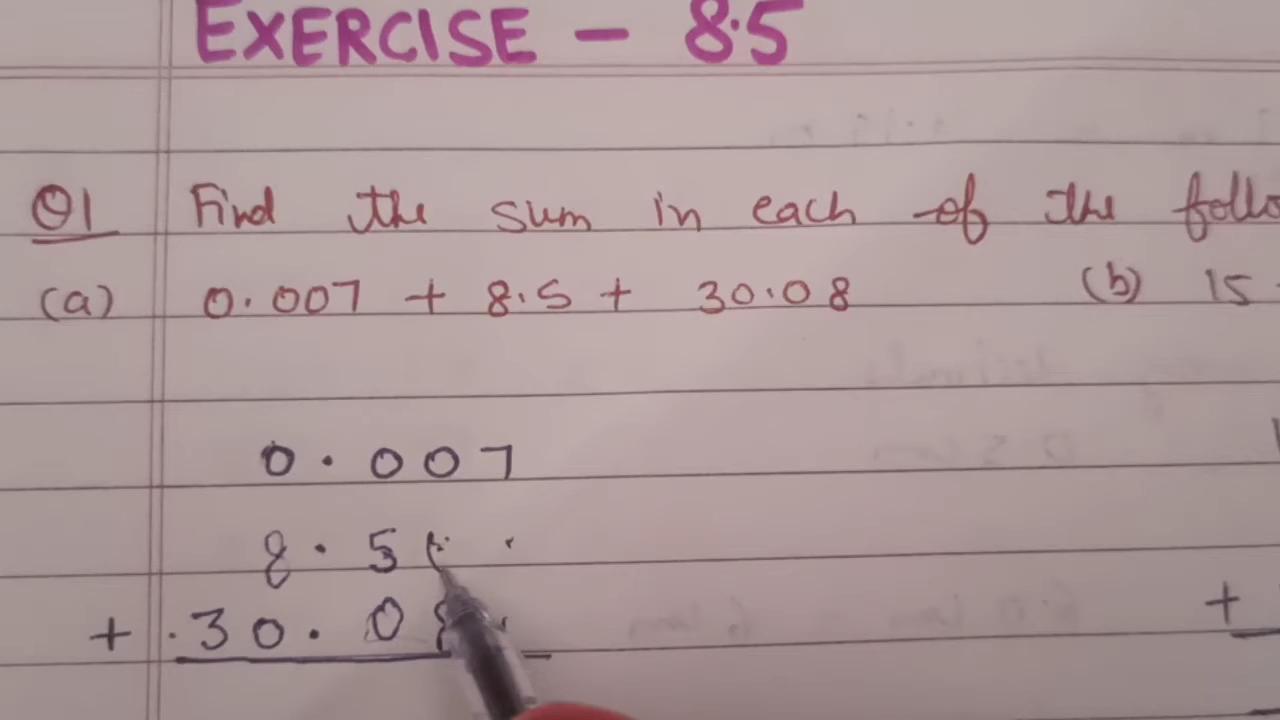 EXERCISE - 8.5
Q1 Find the sum in each of the
(a) 0.007 + 8.5 + 30.08 (b) 15
0.007
8.5
+ 30.08
+